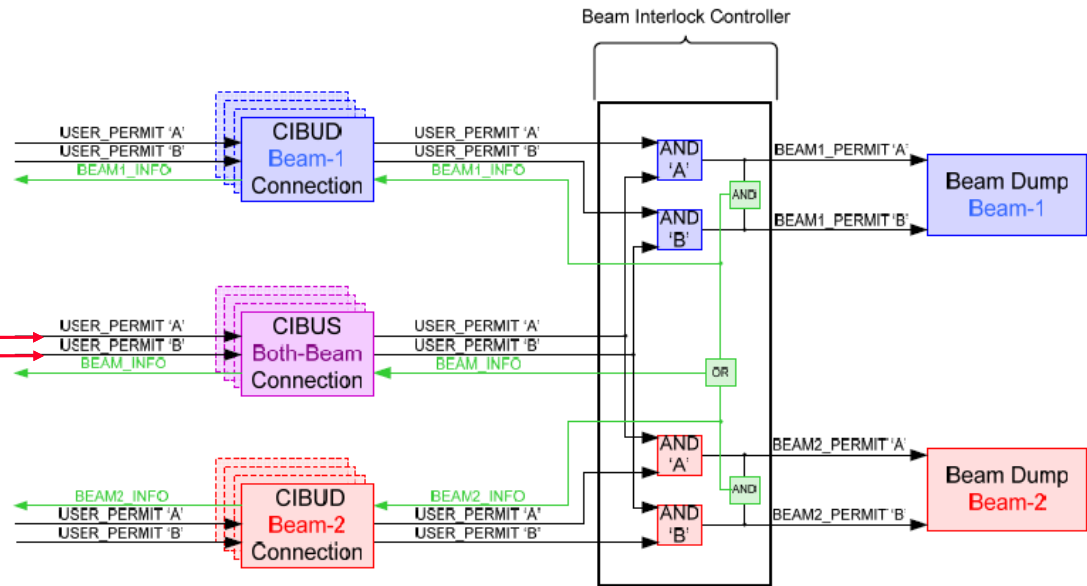 Beam Interlock Controller
USER_PERMIT 'A'
USER_PERMIT 'B'
BEAM1_INFO
CIBUD
Beam-1
Connection
USER_PERMIT 'A'
USER_PERMIT 'B'
BEAM1_INFO
AND
'A'
AND
'B'
AND
BEAM1_PERMIT 'A'
BEAM1_PERMIT 'B'
Beam Dump
Beam-1
USER_PERMIT 'A'
USER_PERMIT 'B'
BEAM_INFO
CIBUS
Both-Beam
Connection
USER_PERMIT 'A'
USER_PERMIT 'B'
BEAM_INFO
OR
BEAM2_INFO
USER_PERMIT 'A'
USER_PERMIT 'B'
CIBUD
Beam-2
Connection
BEAM2_INFO
USER_PERMIT 'A'
USER_PERMIT 'B'
AND
'A'
AND
'B'
AND
BEAM2_PERMIT 'A'
BEAM2_PERMIT 'B'
Beam Dump
Beam-2